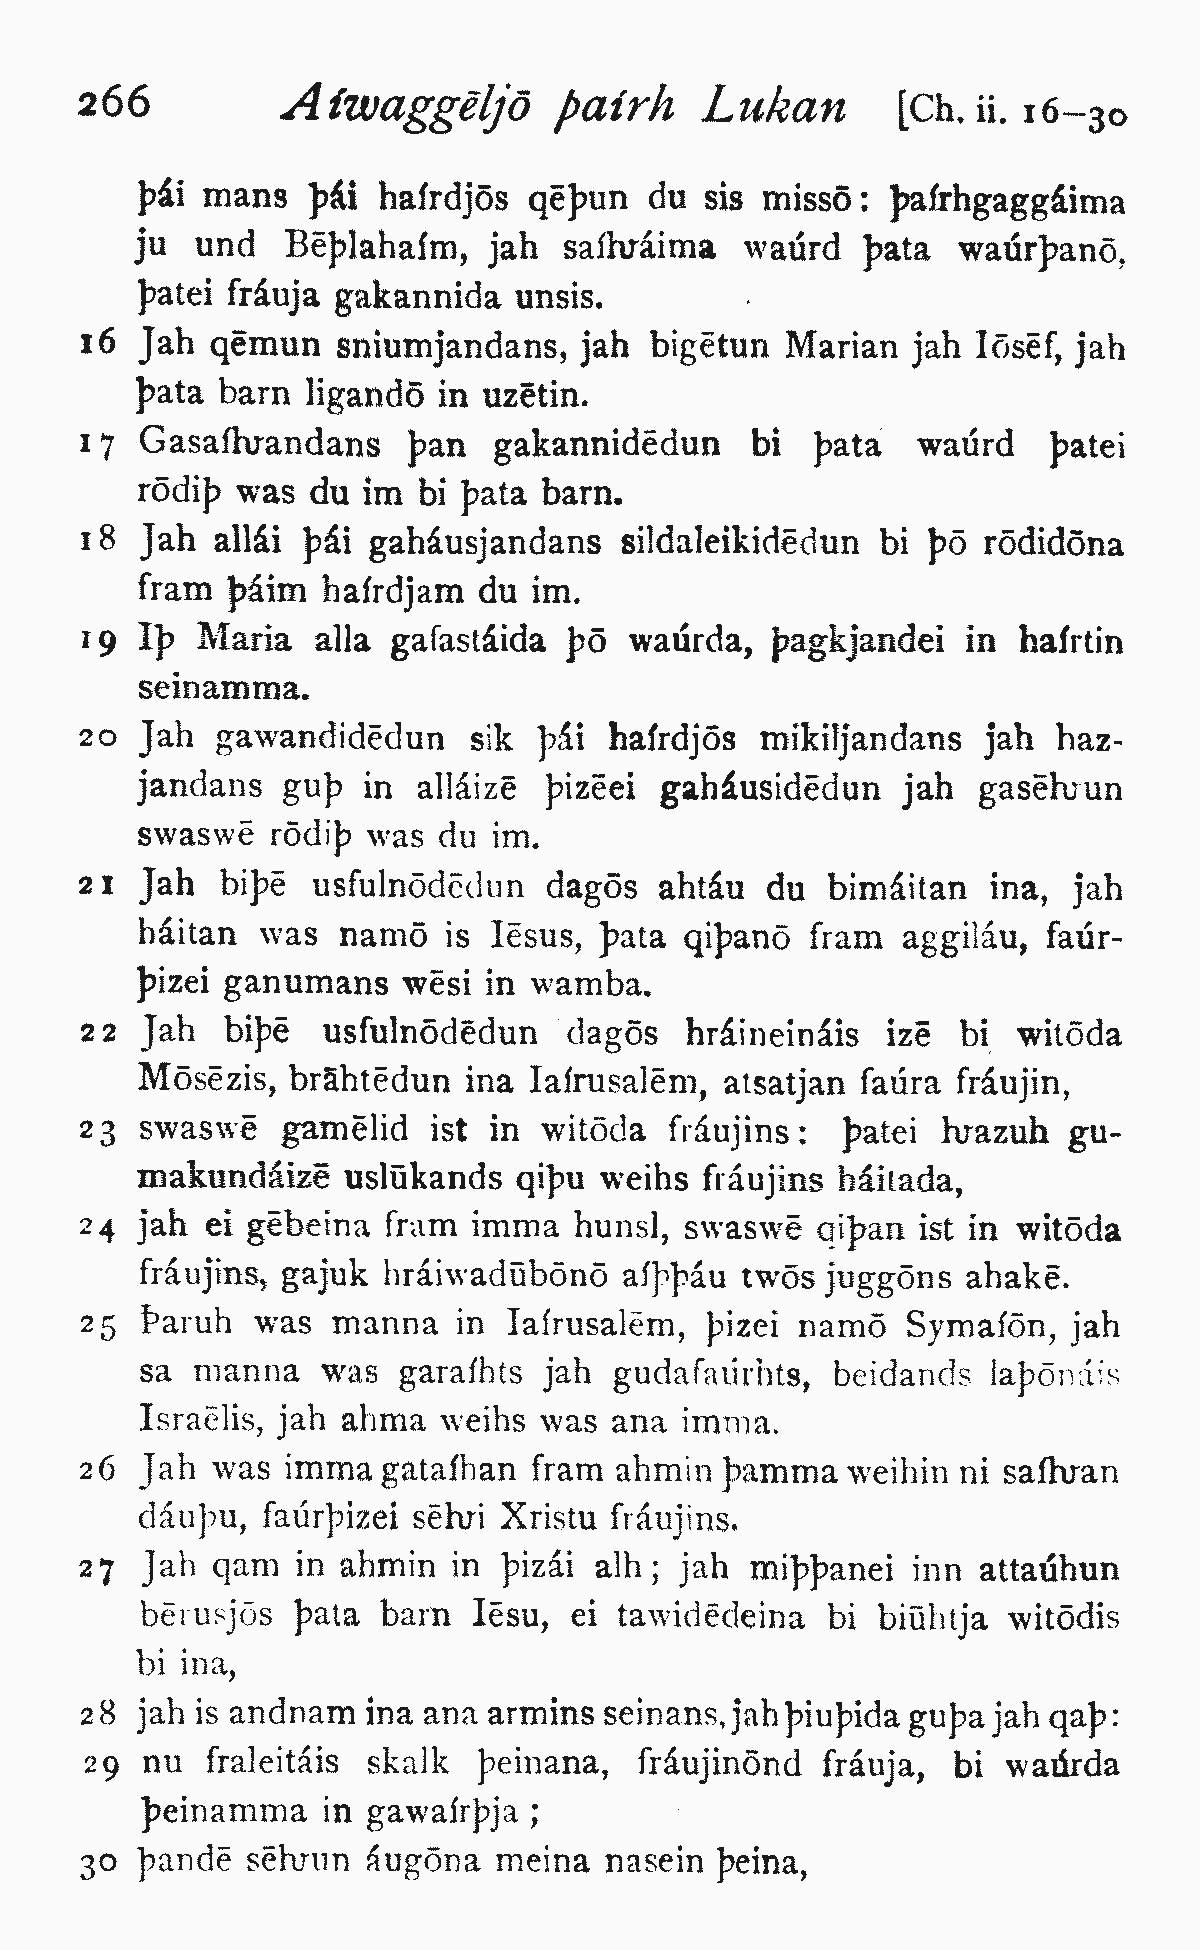 266 Aíwaggēljō þaírh Lukan [Ch. ii. 16–30
þái mans þái haírdjōs qēþun du sis missō: þaírhgaggáima
ju und Bēþlahaím, jah saíƕáima waúrd þata waúrþanō,
þatei fráuja gakannida unsis.
16 Jah qēmun sniumjandans, jah bigētun Marian jah Iōsēf, jah
þata barn ligandō in uzētin.
17 Gasaíƕandans þan gakannidēdun bi þata waúrd þatei
rōdiþ was du im bi þata barn.
18 Jah allái þái gaháusjandans sildaleikidēdun bi þō rōdidōna
fram þáim haírdjam du im.
19 Iþ Maria alla gafastáida þō waúrda, þagkjandei in haírtin
seinamma.
20 Jah gawandidēdun sik þái haírdjōs mikiljandans jah haz-
jandans guþ in alláizē þizēei gaháusidēdun jah gasēƕun
swaswē rōdiþ was du im.
21 Jah biþē usfulnōdēdun dagōs ahtáu du bimáitan ina, jah
háitan was namō is Iēsus, þata qiþanō fram aggiláu, faúr-
þizei ganumans wēsi in wamba.
22 Jah biþē usfulnōdēdun dagōs hráineináis izē bi witōda
Mōsēzis, brāhtēdun ina Iaírusalēm, atsatjan faúra fráujin,
23 swaswē gamēlid ist in witōda fráujins: þatei ƕazuh gu-
makundáizē uslūkands qiþu weihs fráujins háitada,
24 jah ei gēbeina fram imma hunsl, swaswē qiþan ist in witōda
fráujins, gajuk hráiwadūbōnō aíþþáu twōs juggōns ahakē.
25 Þaruh was manna in Iaírusalēm, þizei namō Symaíōn, jah
sa manna was garaíhts jah gudafaúrhts, beidands laþōnáis
Israēlis, jah ahma weihs was ana imma.
26 Jah was imma gataíhan fram ahmin þamma weihin ni saíƕan
dáuþu, faúrþizei sēƕi Xristu fráujins.
27 Jah qam in ahmin in þizái alh; jah miþþanei inn attaúhun
bērusjōs þata barn Iēsu, ei tawidēdeina bi biūhtja witōdis
bi ina,
28 jah is andnam ina ana armins seinans, jah þiuþida guþa jah qaþ:
29 nu fraleitáis skalk þeinana, fráujinōnd fráuja, bi waúrda
þeinamma in gawaírþja;
30 þandē sēƕun áugōna meina nasein þeina,